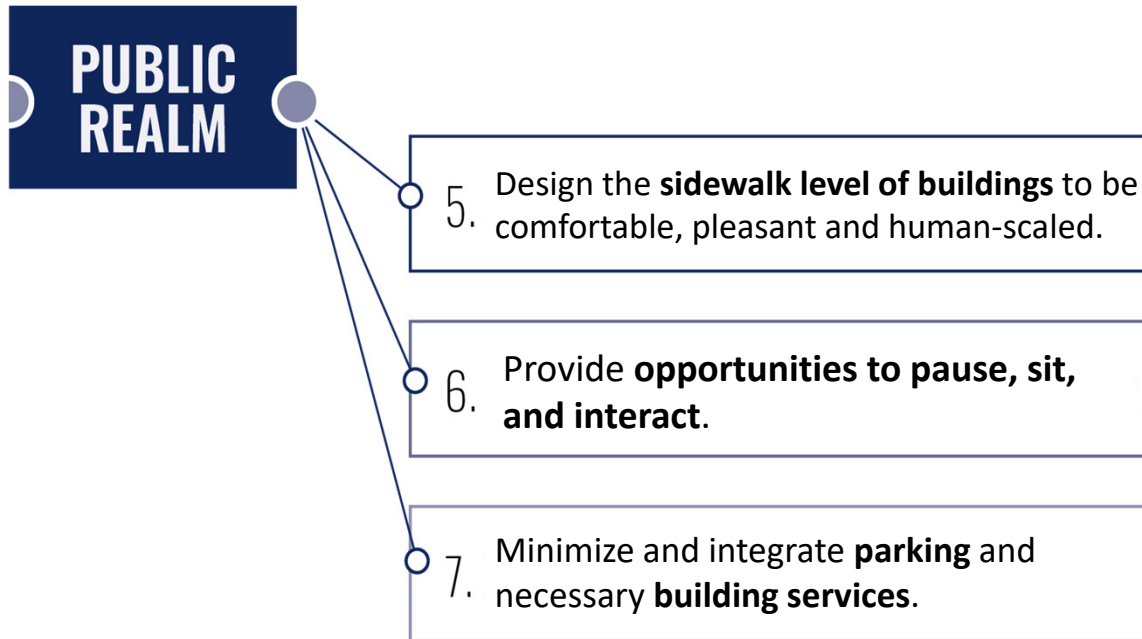 PUBLIC
REALM
5. Design the sidewalk level of buildings to be
comfortable, pleasant and human-scaled.
6. Provide opportunities to pause, sit,
and interact.
7. Minimize and integrate parking and
necessary building services.